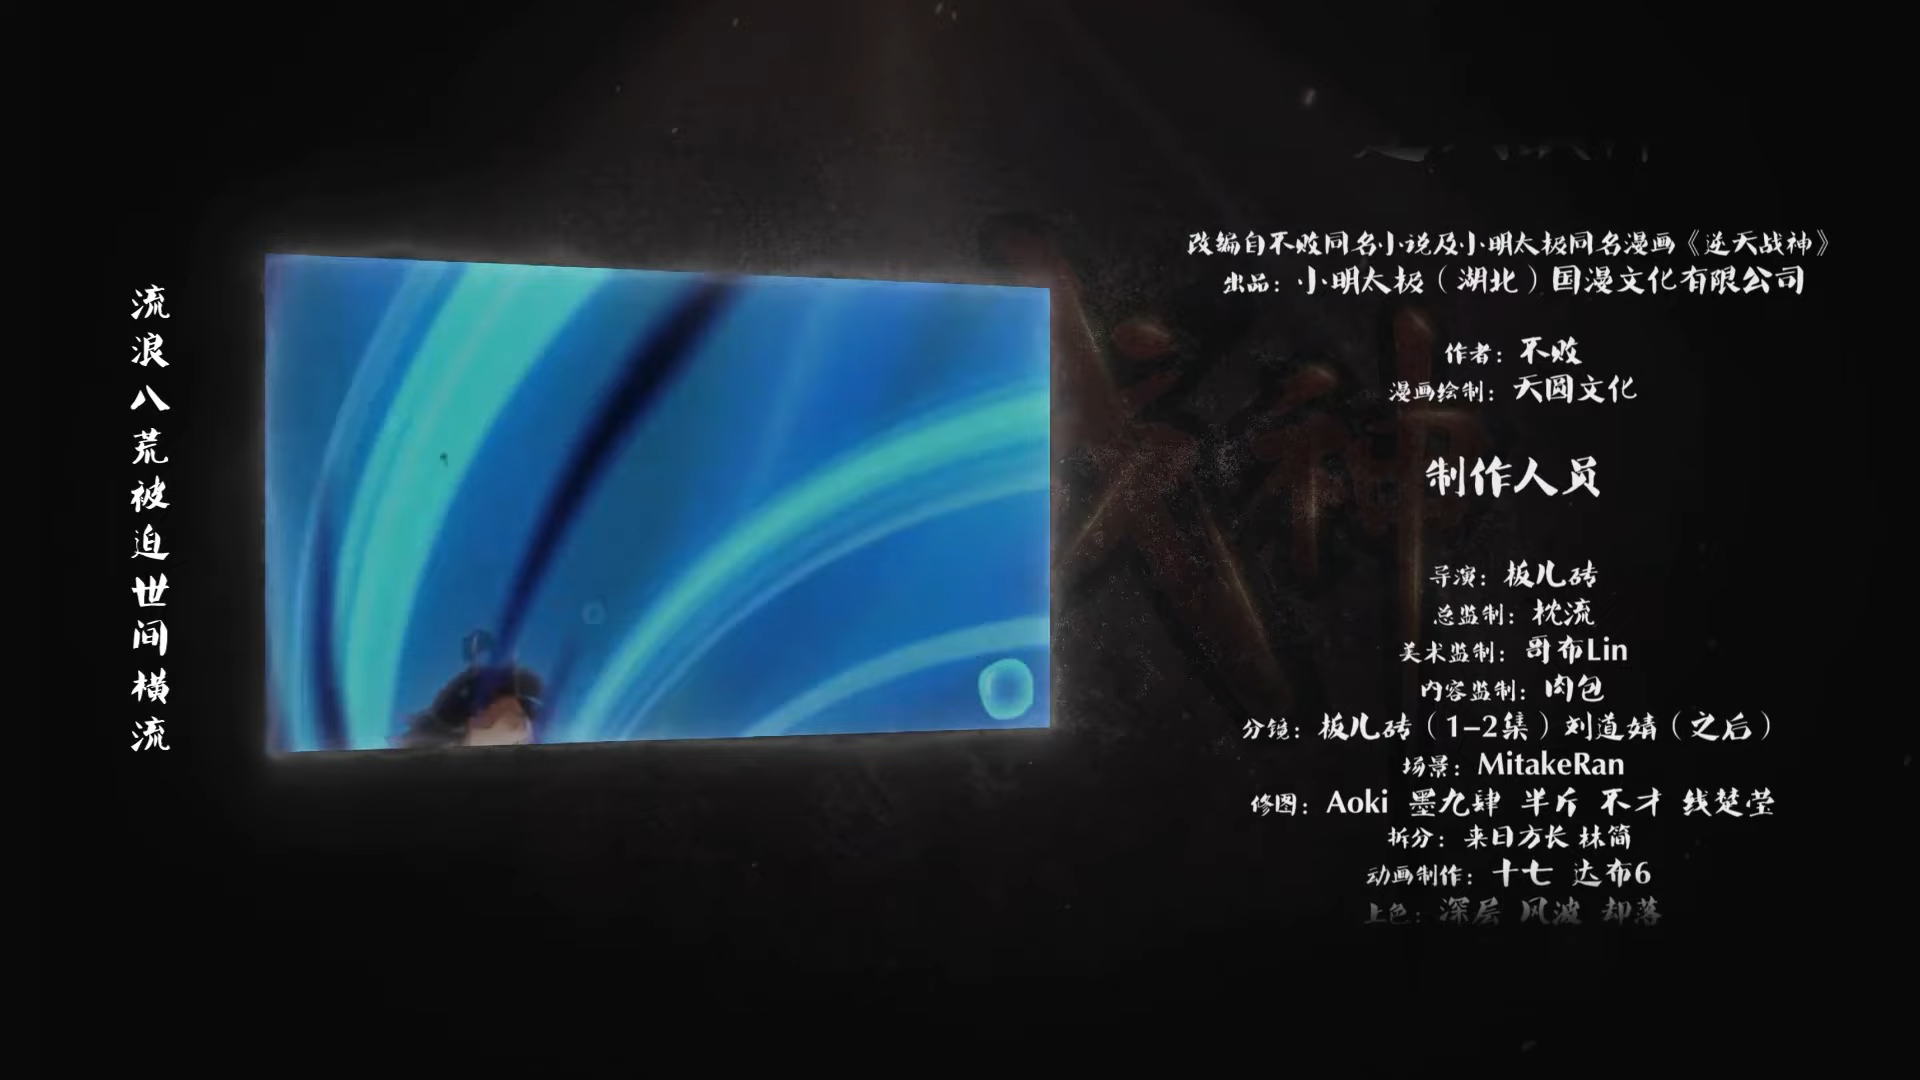 流浪八荒被迫世间横流
改编自不败同名小说及小明太极同名漫画《逆天战神》
出品：小明太极（湖北）国漫文化有限公司
作者：不败
漫画绘制：天圆文化
制作人员
导演：板儿砖
总监制：枕流
美术监制：哥布Lin
内容监制：肉包
分镜：板儿砖（1-2集）刘道婧（之后）
场景：MitakeRan
修图：Aoki 墨九肆 半斤 不才 线楚莹
拆分：来日方长 抹简
动画制作：十七 达布6
上色：深层 风波 却落